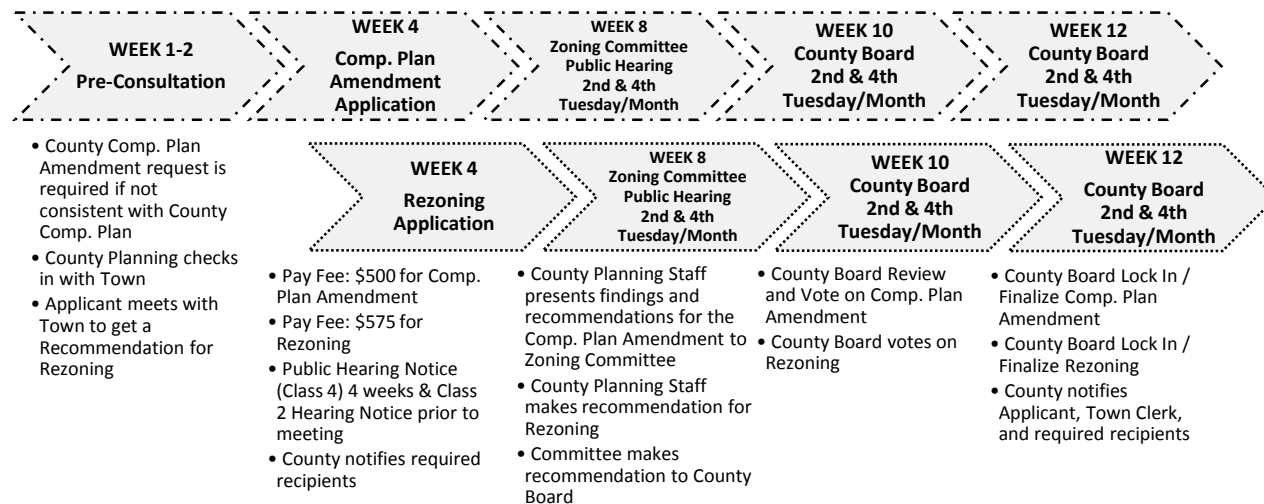 WEEK 1-2
Pre-Consultation
WEEK 4
Comp. Plan
Amendment
Application
WEEK 8
Zoning Committee
Public Hearing
2nd & 4th
Tuesday/Month
WEEK 10
County Board
2nd & 4th
Tuesday/Month
WEEK 12
County Board
2nd & 4th
Tuesday/Month
• County Comp. Plan
Amendment request is
required if not
consistent with County
Comp. Plan
• County Planning checks
in with Town
• Applicant meets with
Town to get a
Recommendation for
Rezoning
WEEK 4
Rezoning
Application
WEEK 8
Zoning Committee
Public Hearing
2nd & 4th
Tuesday/Month
WEEK 10
County Board
2nd & 4th
Tuesday/Month
WEEK 12
County Board
2nd & 4th
Tuesday/Month
• Pay Fee: $500 for Comp.
Plan Amendment
• Pay Fee: $575 for
Rezoning
• Public Hearing Notice
(Class 4) 4 weeks & Class
2 Hearing Notice prior to
meeting
• County notifies required
recipients
• County Planning Staff
presents findings and
recommendations for the
Comp. Plan Amendment to
Zoning Committee
• County Planning Staff
makes recommendation for
Rezoning
• Committee makes
recommendation to County
Board
• County Board Review
and Vote on Comp. Plan
Amendment
• County Board votes on
Rezoning
• County Board Lock In /
Finalize Comp. Plan
Amendment
• County Board Lock In /
Finalize Rezoning
• County notifies
Applicant, Town Clerk,
and required recipients